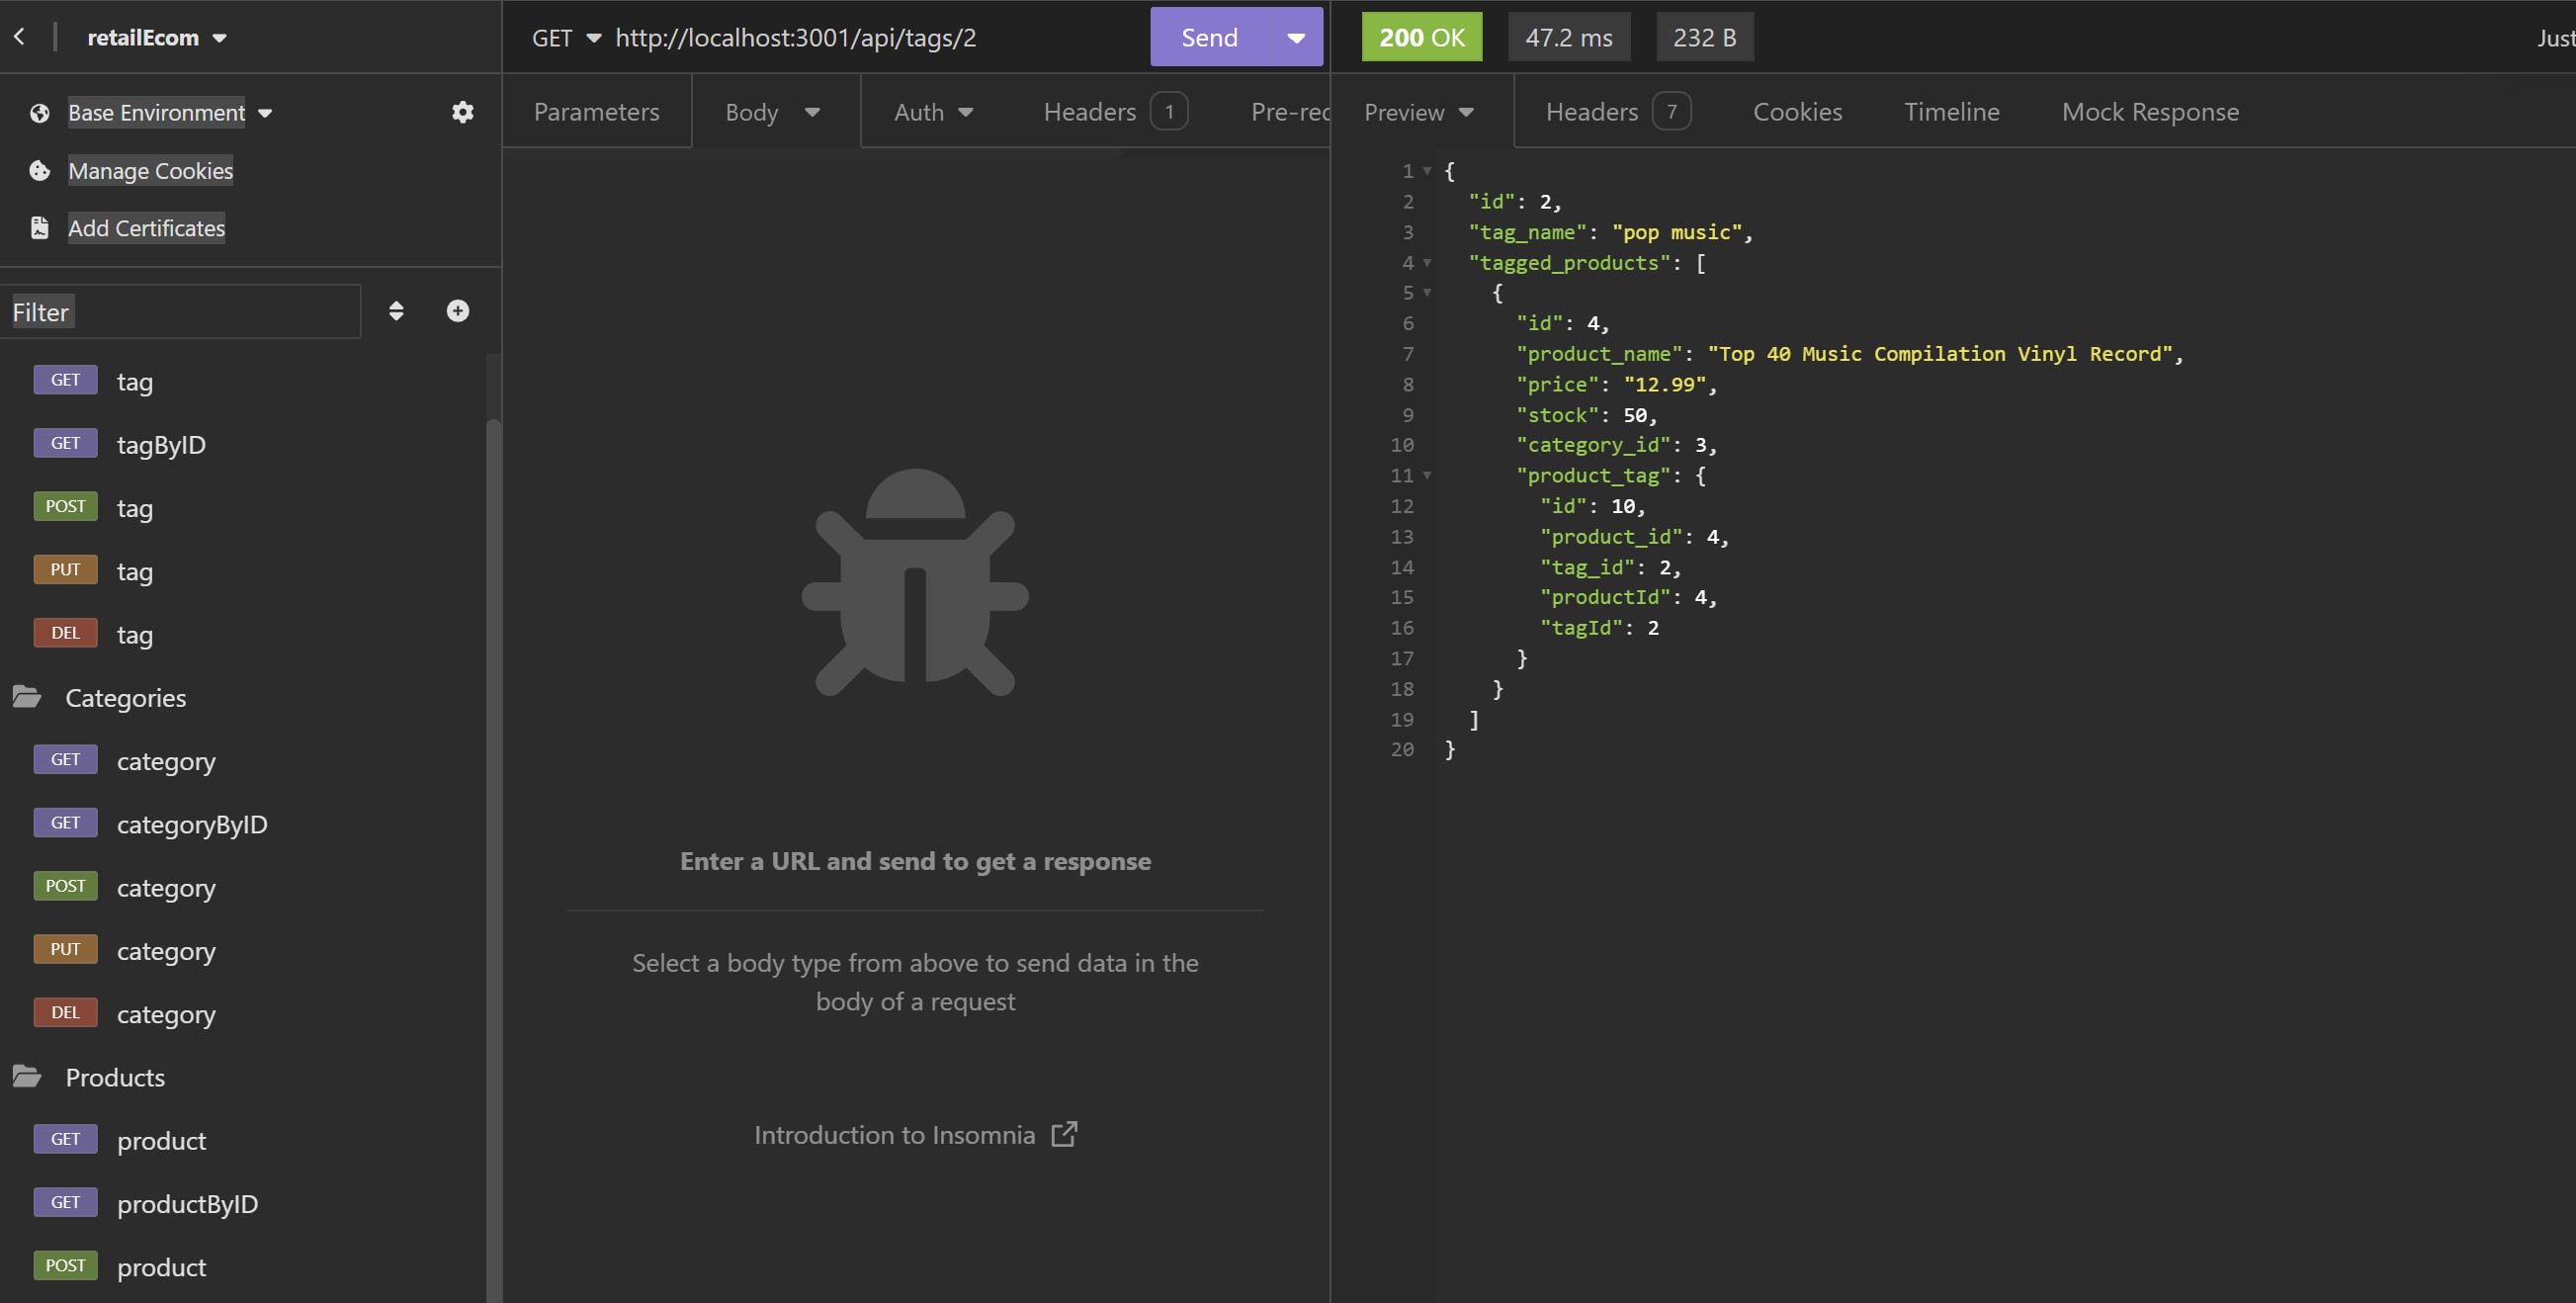 retailEcom
Base Environment
Manage Cookies
Add Certificates
Filter
GET tag
GET tagByID
POST tag
PUT tag
DEL tag
Categories
GET category
GET categoryByID
POST category
PUT category
DEL category
Products
GET product
GET productByID
POST product
GET http://localhost:3001/api/tags/2 Send
Parameters Body Auth Headers 1 Pre-req
Enter a URL and send to get a response
Select a body type from above to send data in the
body of a request
Introduction to Insomnia
200 OK 47.2 ms 232 B Just
Preview Headers 7 Cookies Timeline Mock Response
1 {
2 "id": 2,
3 "tag_name": "pop music",
4 "tagged_products": [
5 {
6 "id": 4,
7 "product_name": "Top 40 Music Compilation Vinyl Record",
8 "price": "12.99",
9 "stock": 50,
10 "category_id": 3,
11 "product_tag": {
12 "id": 10,
13 "product_id": 4,
14 "tag_id": 2,
15 "productId": 4,
16 "tagId": 2
17 }
18 }
19 ]
20 }